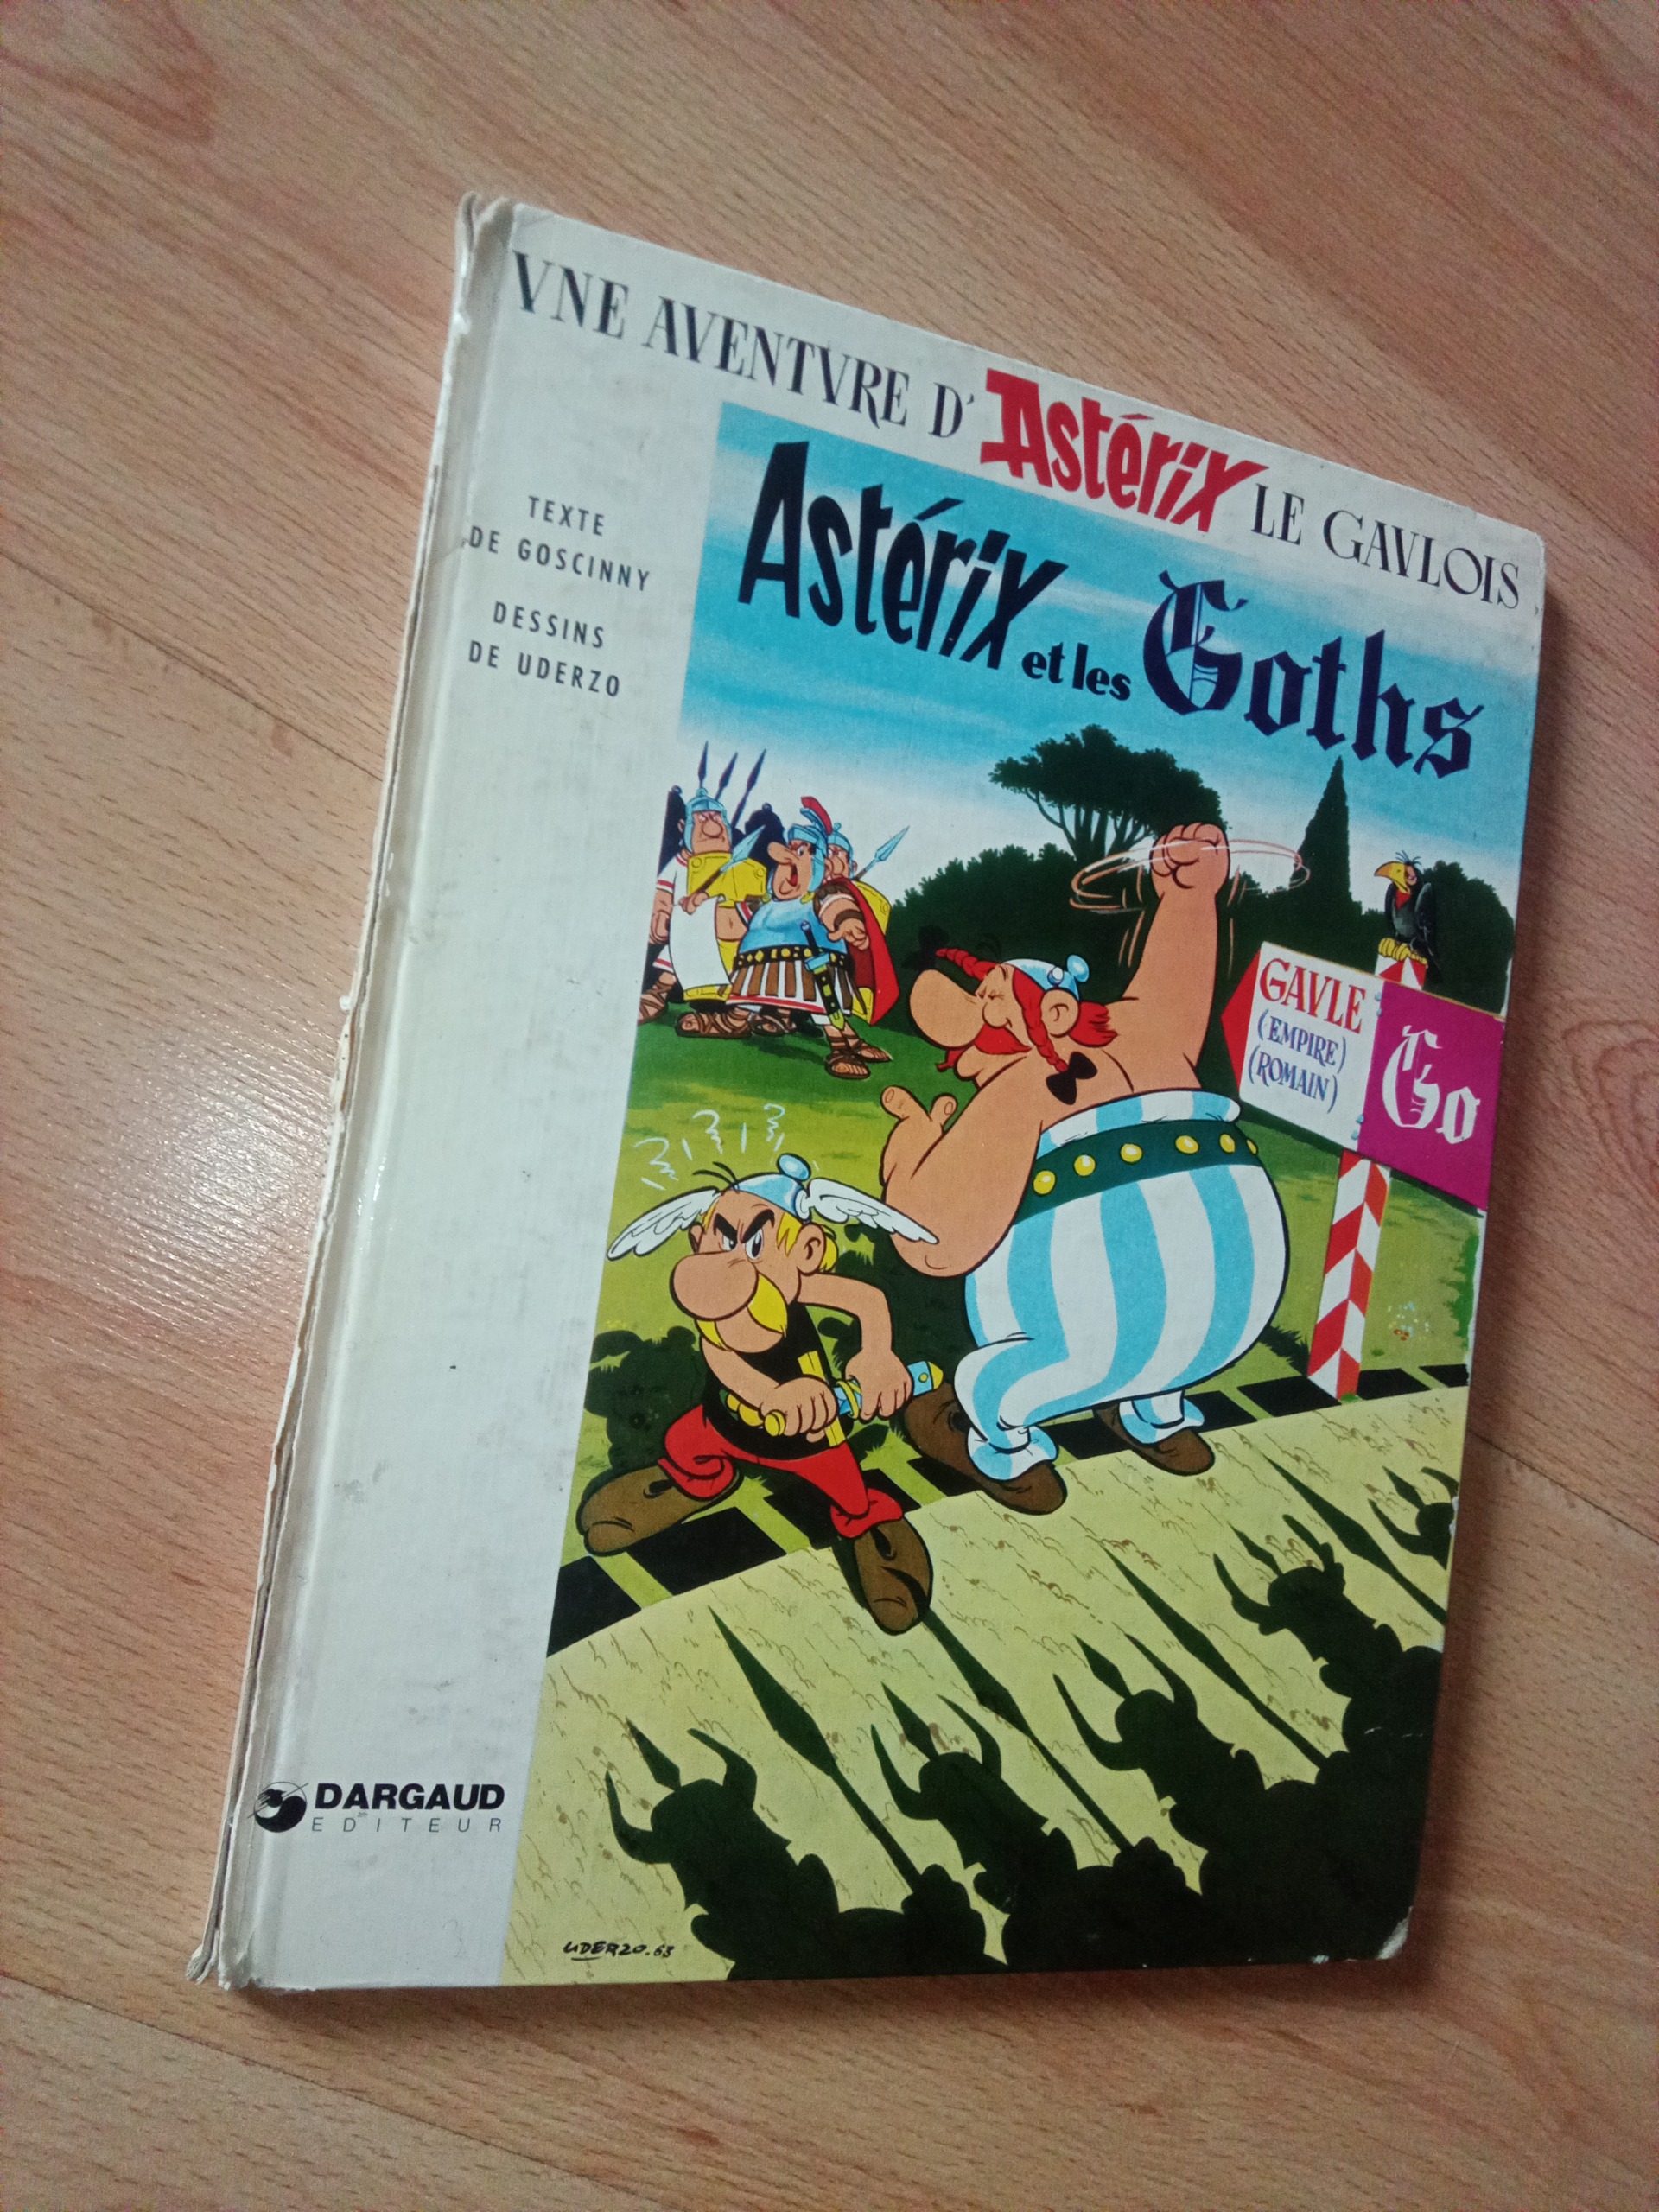 VNE AVENTVRE D'Astérix LE GAVLOIS
TEXTE
DE GOSCINNY
DESSINS
DE UDERZO
Astérix et les Goths
GAVLE
(EMPIRE)
(ROMAIN)
Go
DARGAUD
EDITEUR
UDERZO.63